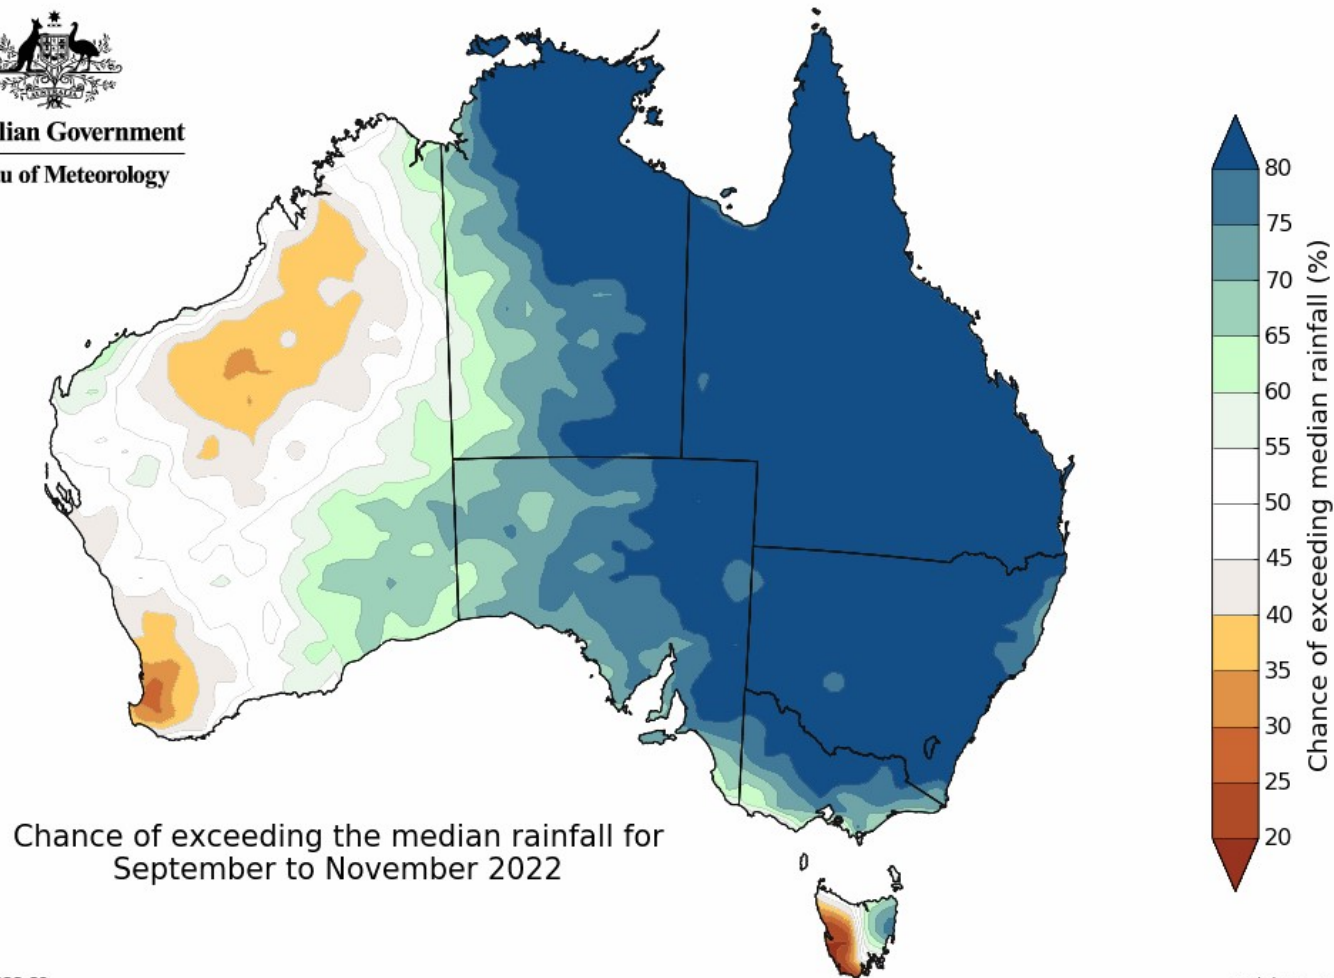 AUSTRALIA
lian Government
u of Meteorology
80
75
70
65
60
55
50
45
40
35
30
25
20
Chance of exceeding median rainfall (%)
Chance of exceeding the median rainfall for
September to November 2022